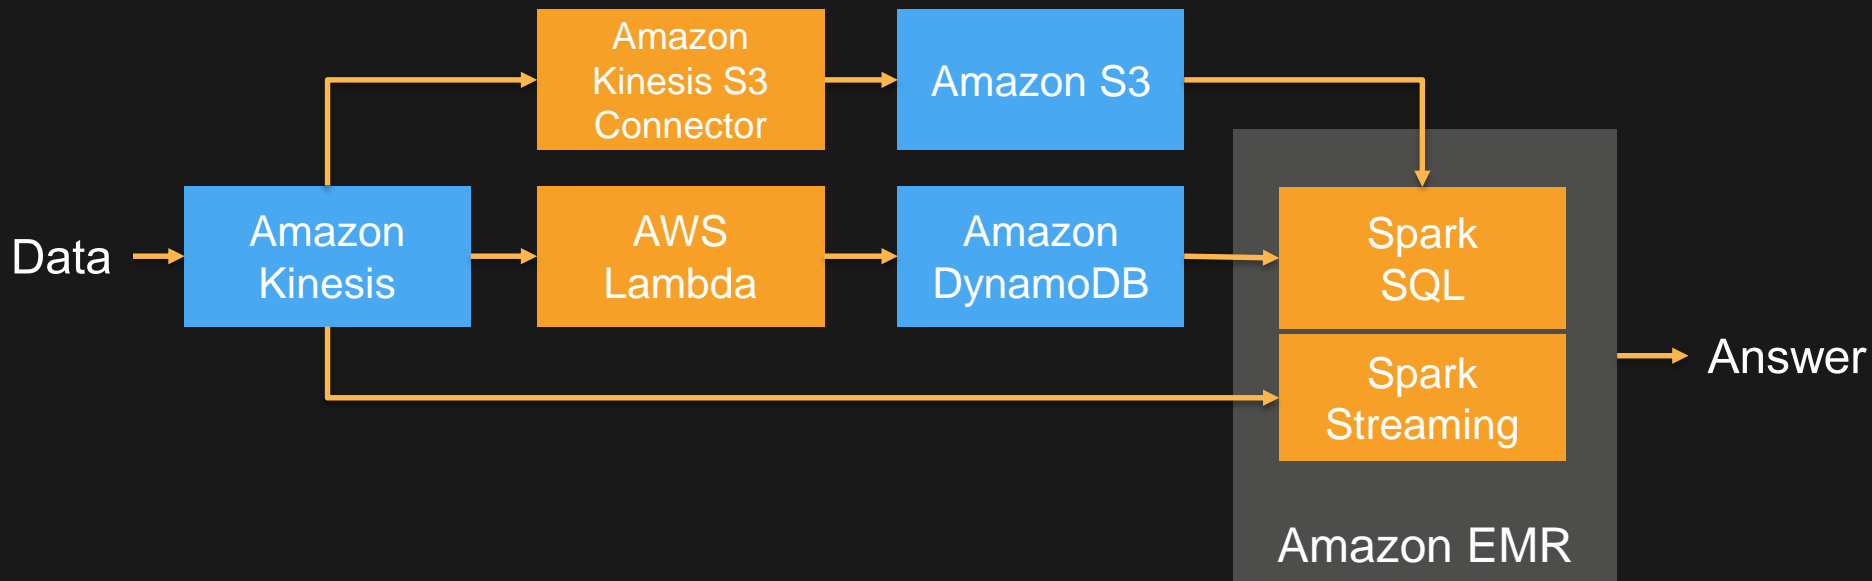 Amazon
Kinesis S3
Connector
Amazon S3
Data
Amazon
Kinesis
AWS
Lambda
Amazon
DynamoDB
Spark
SQL
Spark
Streaming
Answer
Amazon EMR